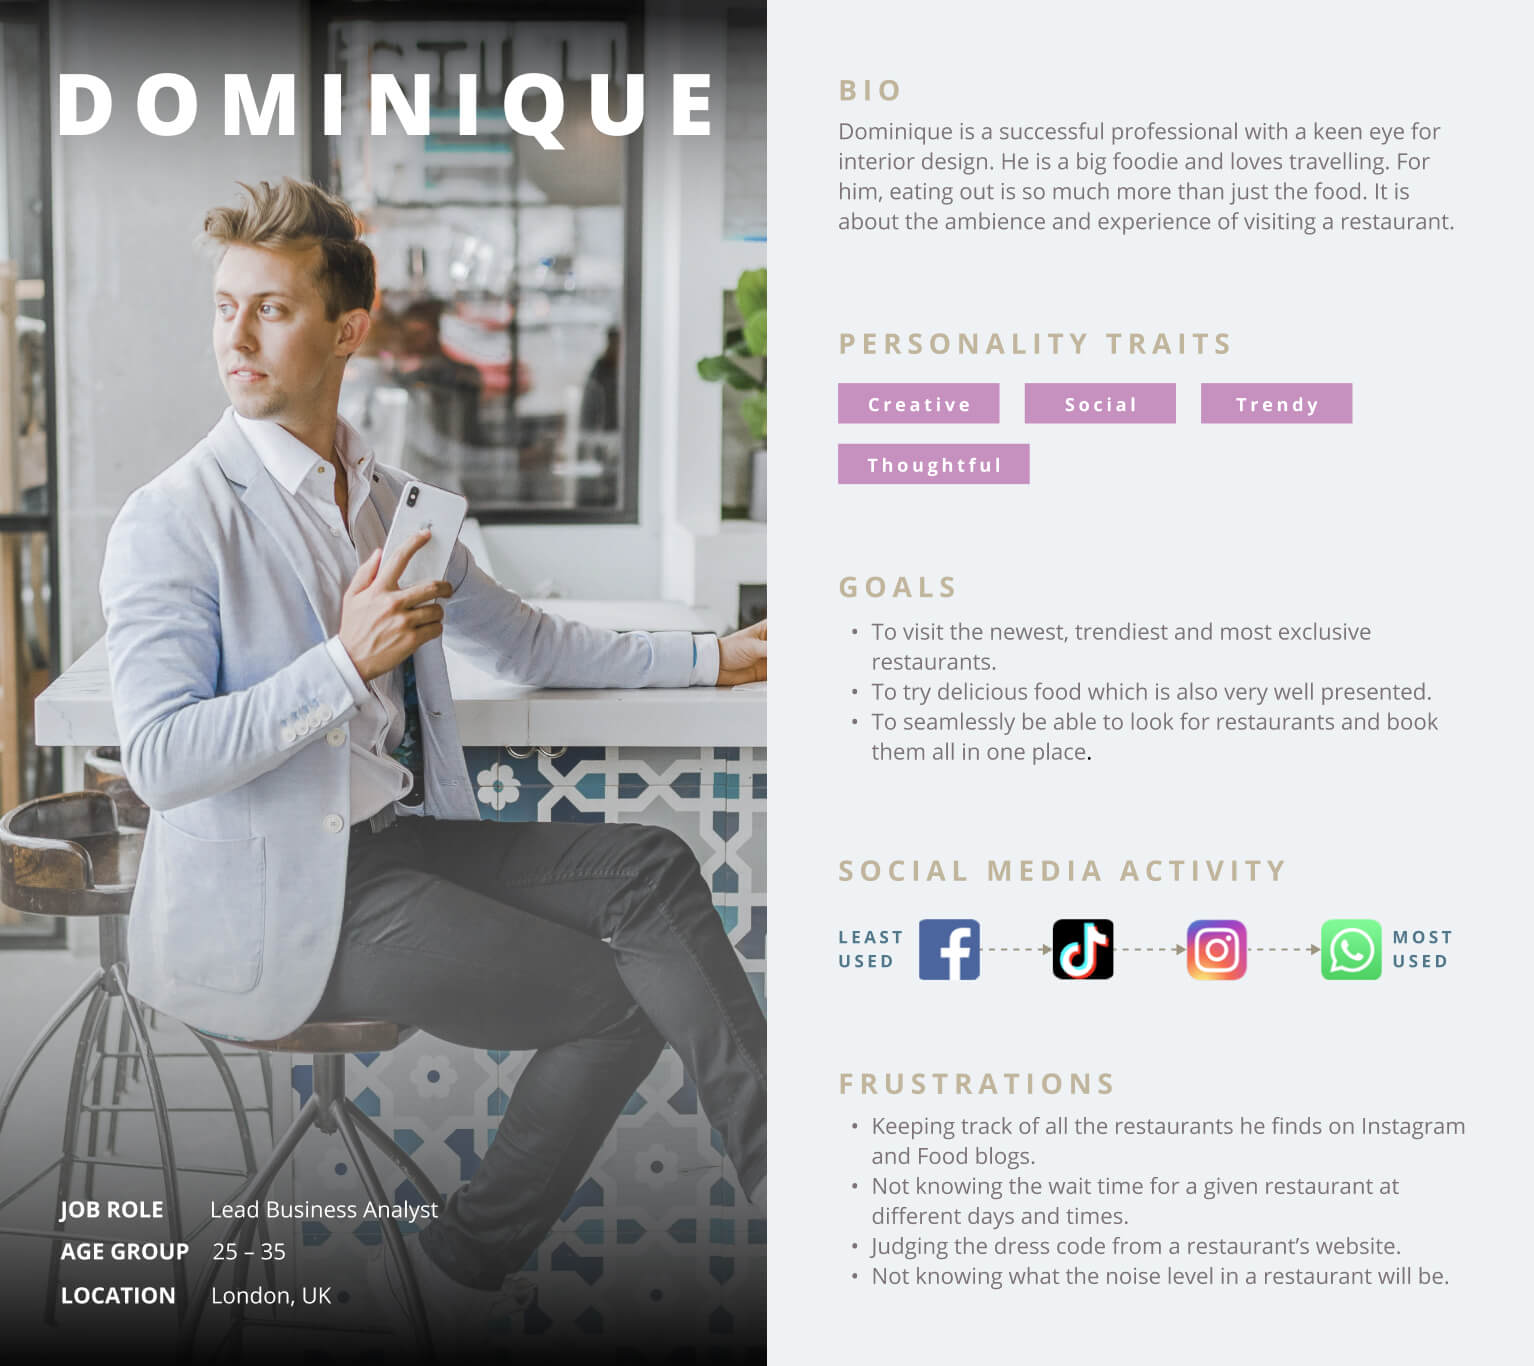 DOMINIQUE
JOB ROLE Lead Business Analyst
AGE GROUP 25 – 35
LOCATION London, UK
BIO
Dominique is a successful professional with a keen eye for
interior design. He is a big foodie and loves travelling. For
him, eating out is so much more than just the food. It is
about the ambience and experience of visiting a restaurant.
PERSONALITY TRAITS
Creative Social Trendy
Thoughtful
GOALS
• To visit the newest, trendiest and most exclusive
restaurants.
• To try delicious food which is also very well presented.
• To seamlessly be able to look for restaurants and book
them all in one place.
SOCIAL MEDIA ACTIVITY
LEAST
USED
MOST
USED
FRUSTRATIONS
• Keeping track of all the restaurants he finds on Instagram
and Food blogs.
• Not knowing the wait time for a given restaurant at
different days and times.
• Judging the dress code from a restaurant’s website.
• Not knowing what the noise level in a restaurant will be.